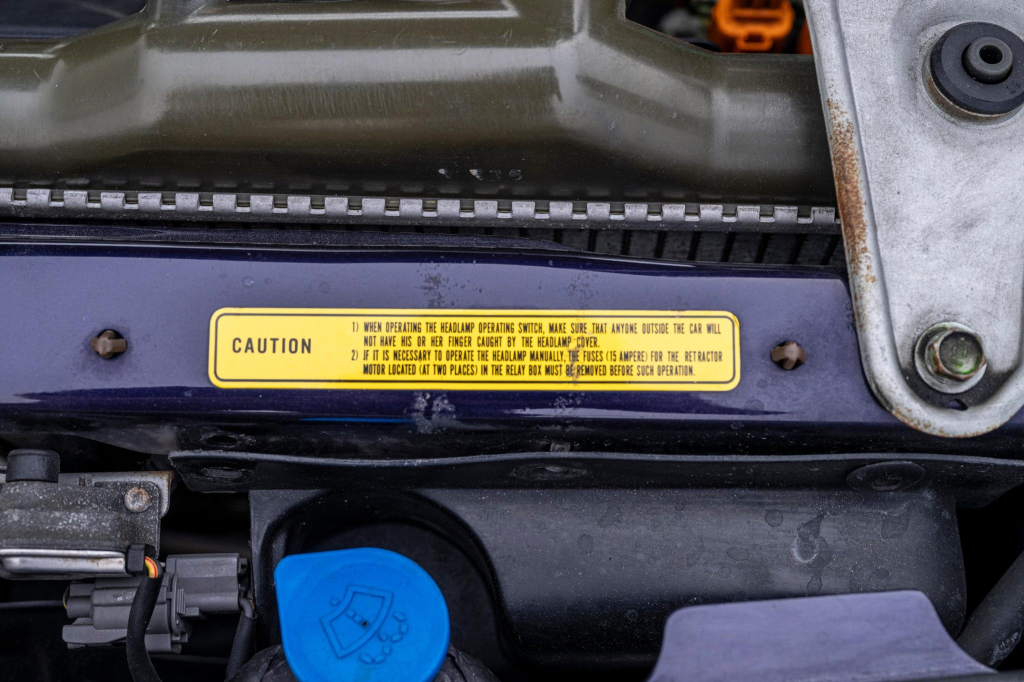 CAUTION
1) WHEN OPERATING THE HEADLAMP OPERATING SWITCH, MAKE SURE THAT ANYONE OUTSIDE THE CAR WILL
NOT HAVE HIS OR HER FINGER CAUGHT BY THE HEADLAMP COVER.
2) IF IT IS NECESSARY TO OPERATE THE HEADLAMP MANUALLY, THE FUSES (15 AMPERE) FOR THE RETRACTOR
MOTOR LOCATED (AT TWO PLACES) IN THE RELAY BOX MUST BE REMOVED BEFORE SUCH OPERATION.